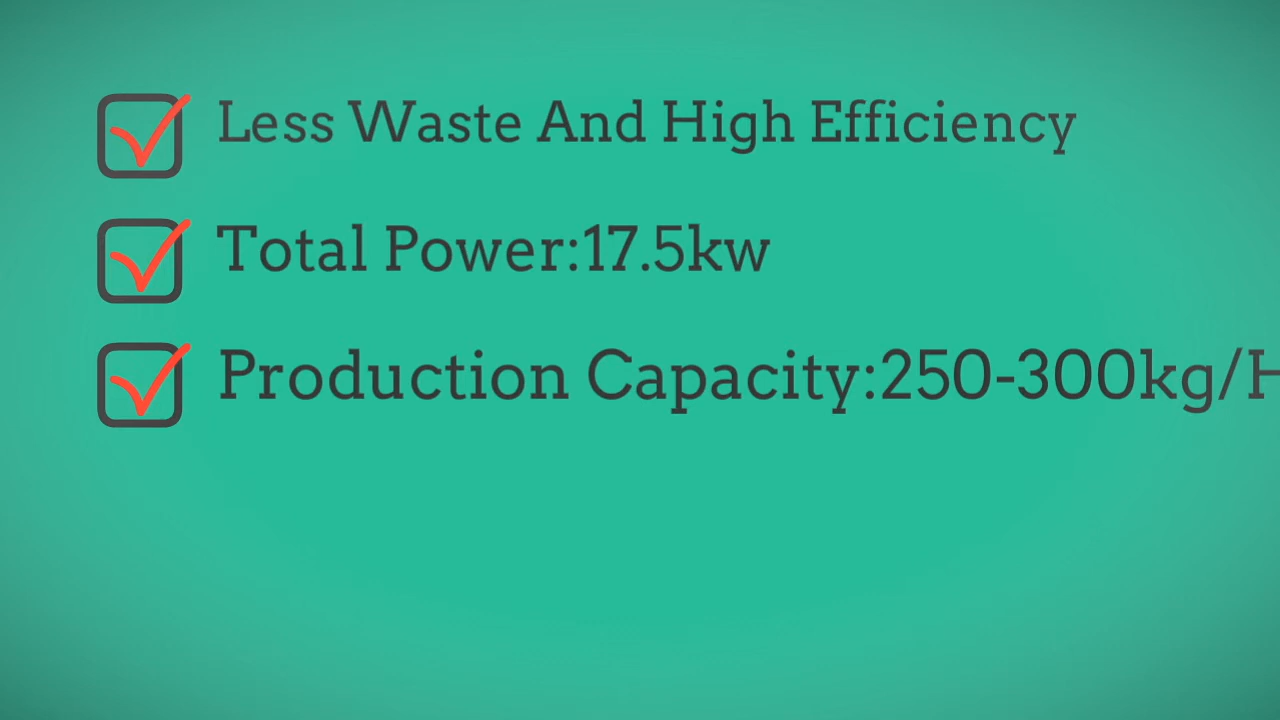 Less Waste And High Efficiency
Total Power:17.5kw
Production Capacity:250-300kg/H